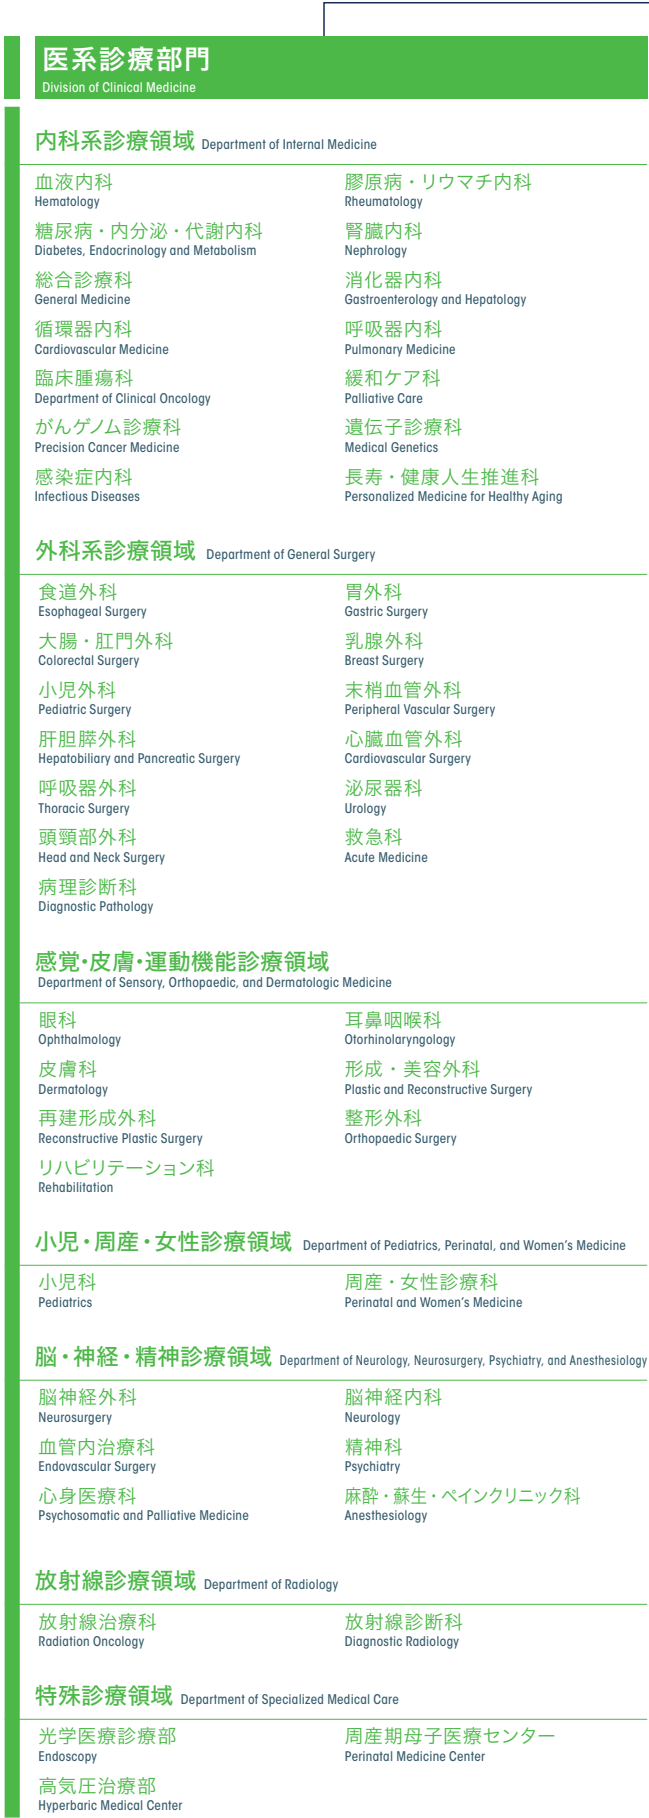 医系診療部門
Division of Clinical Medicine
内科系診療領域 Department of Internal Medicine
血液内科
Hematology
膠原病・リウマチ内科
Rheumatology
糖尿病・内分泌・代謝内科
Diabetes, Endocrinology and Metabolism
腎臓内科
Nephrology
総合診療科
General Medicine
消化器内科
Gastroenterology and Hepatology
循環器内科
Cardiovascular Medicine
呼吸器内科
Pulmonary Medicine
臨床腫瘍科
Department of Clinical Oncology
緩和ケア科
Palliative Care
がんゲノム診療科
Precision Cancer Medicine
遺伝子診療科
Medical Genetics
感染症内科
Infectious Diseases
長寿・健康人生推進科
Personalized Medicine for Healthy Aging
外科系診療領域 Department of General Surgery
食道外科
Esophageal Surgery
胃外科
Gastric Surgery
大腸・肛門外科
Colorectal Surgery
乳腺外科
Breast Surgery
小児外科
Pediatric Surgery
末梢血管外科
Peripheral Vascular Surgery
肝胆膵外科
Hepatobiliary and Pancreatic Surgery
心臓血管外科
Cardiovascular Surgery
呼吸器外科
Thoracic Surgery
泌尿器科
Urology
頭頸部外科
Head and Neck Surgery
救急科
Acute Medicine
病理診断科
Diagnostic Pathology
感覚・皮膚・運動機能診療領域
Department of Sensory, Orthopaedic, and Dermatologic Medicine
眼科
Ophthalmology
耳鼻咽喉科
Otorhinolaryngology
皮膚科
Dermatology
形成・美容外科
Plastic and Reconstructive Surgery
再建形成外科
Reconstructive Plastic Surgery
整形外科
Orthopaedic Surgery
リハビリテーション科
Rehabilitation
小児・周産・女性診療領域 Department of Pediatrics, Perinatal, and Women's Medicine
小児科
Pediatrics
周産・女性診療科
Perinatal and Women's Medicine
脳・神経・精神診療領域 Department of Neurology, Neurosurgery, Psychiatry, and Anesthesiology
脳神経外科
Neurosurgery
脳神経内科
Neurology
血管内治療科
Endovascular Surgery
精神科
Psychiatry
心身医療科
Psychosomatic and Palliative Medicine
麻酔・蘇生・ペインクリニック科
Anesthesiology
放射線診療領域 Department of Radiology
放射線治療科
Radiation Oncology
放射線診断科
Diagnostic Radiology
特殊診療領域 Department of Specialized Medical Care
光学医療診療部
Endoscopy
周産期母子医療センター
Perinatal Medicine Center
高気圧治療部
Hyperbaric Medical Center